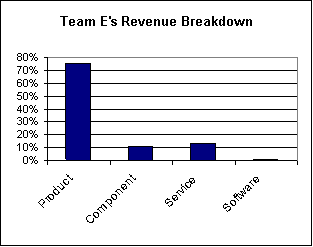 Team E's Revenue Breakdown
80%
70%
60%
50%
40%
30%
20%
10%
0%
Product
Component
Service
Software